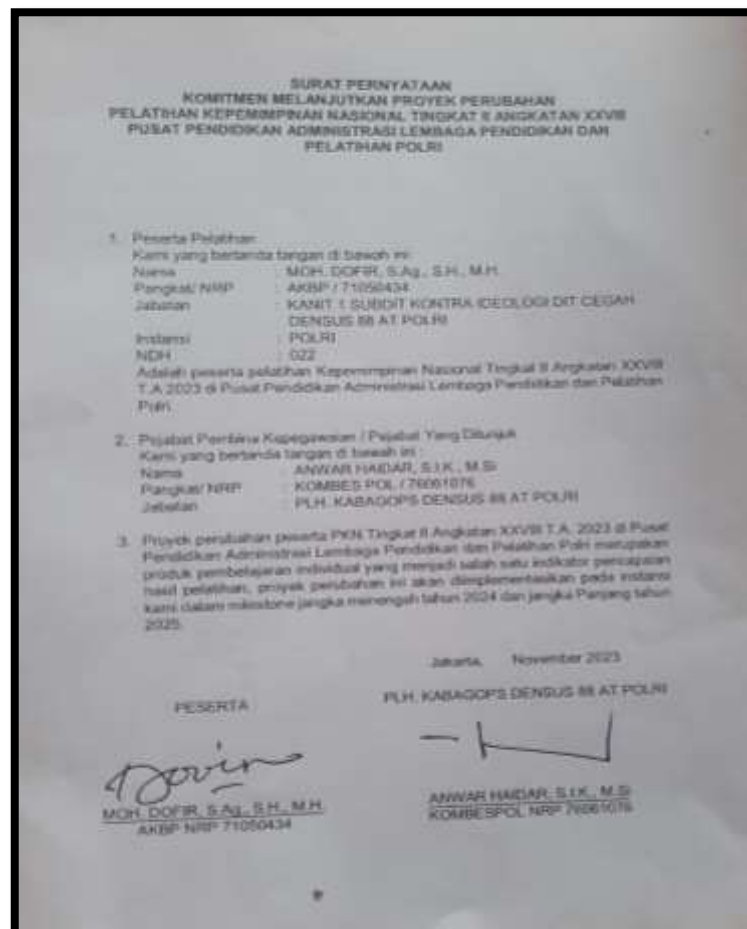 SURAT PERNYATAAN
KOMITMEN MELANJUTKAN PROYEK PERUBAHAN
PELATIHAN KEPEMIMPINAN NASIONAL TINGKAT II ANGKATAN XXVIII
PUSAT PENDIDIKAN ADMINISTRASI LEMBAGA PENDIDIKAN DAN
PELATIHAN POLRI
1. Peserta Pelatihan
Kami yang bertanda tangan di bawah ini:
Nama : MOH. DOFIR, S.Ag., S.H., M.H.
Pangkat/ NRP : AKBP / 71050434
Jabatan : KANIT 1 SUBDIT KONTRA IDEOLOGI DIT CEGAH
DENSUS 88 AT POLRI
Instansi : POLRI
NDH : 022
Adalah peserta pelatihan Kepemimpinan Nasional Tingkat II Angkatan XXVIII
T.A 2023 di Pusat Pendidikan Administrasi Lembaga Pendidikan dan Pelatihan
Polri.
2. Pejabat Pembina Kepegawaian / Pejabat Yang Ditunjuk
Kami yang bertanda tangan di bawah ini :
Nama : ANWAR HAIDAR, S.I.K., M.Si
Pangkat/ NRP : KOMBES POL / 76061076
Jabatan : PLH. KABAGOPS DENSUS 88 AT POLRI
3. Proyek perubahan peserta PKN Tingkat II Angkatan XXVIII T.A. 2023 di Pusat
Pendidikan Administrasi Lembaga Pendidikan dan Pelatihan Polri merupakan
produk pembelajaran individual yang menjadi salah satu indikator pencapaian
hasil pelatihan, proyek perubahan ini akan diimplementasikan pada instansi
kami dalam milestone jangka menengah tahun 2024 dan jangka Panjang tahun
2025.
Jakarta, November 2023
PESERTA
PLH. KABAGOPS DENSUS 88 AT POLRI
MOH. DOFIR, S.Ag., S.H., M.H.
AKBP NRP 71050434
ANWAR HAIDAR, S.I.K., M.Si
KOMBESPOL NRP 76061076